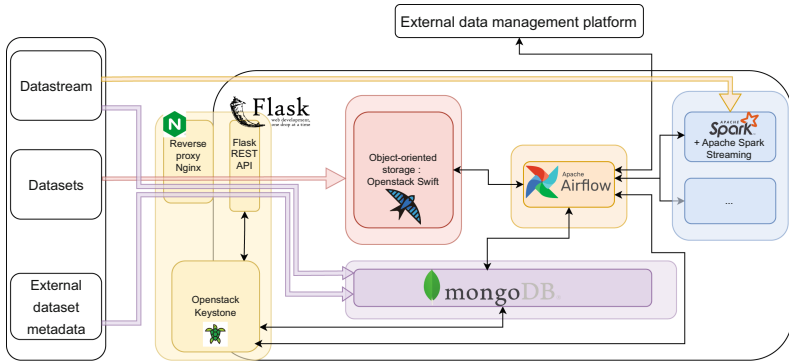 External data management platform
Datastream
Datasets
External
dataset
metadata
Reverse
proxy
Nginx
N
Flask
web development,
one drop at a time
Flask
REST
API
Openstack
Keystone
Object-oriented
storage :
Openstack Swift
Apache
Airflow
mongoDB.
APACHE
Spark
+ Apache Spark
Streaming
...